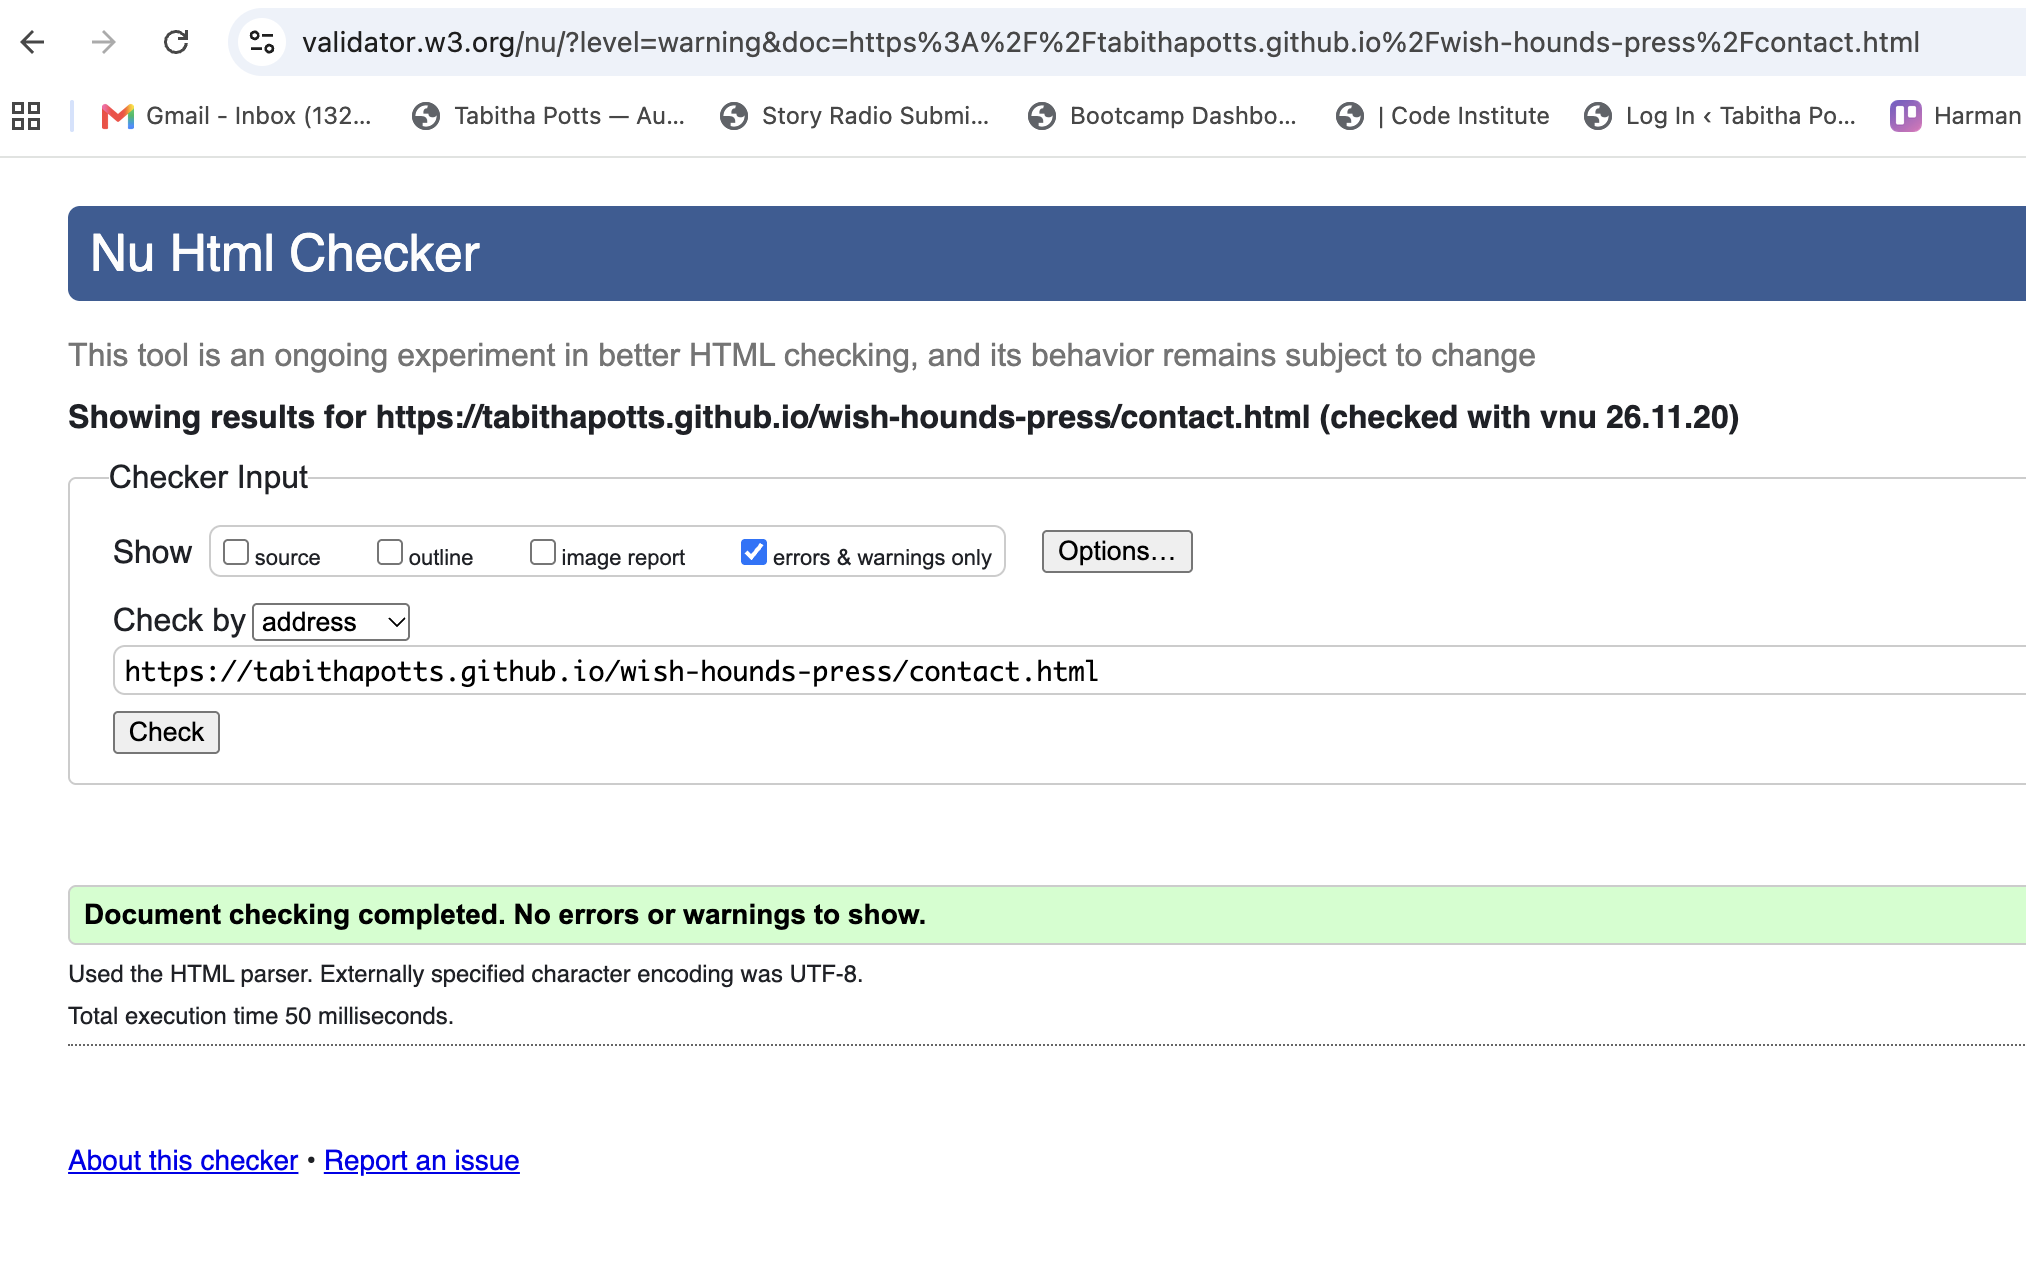 validator.w3.org/nu/?level=warning&doc=https%3A%2F%2Ftabithapotts.github.io%2Fwish-hounds-press%2Fcontact.html
Gmail - Inbox (132... Tabitha Potts — Au... Story Radio Submi... Bootcamp Dashbo... | Code Institute Log In ‹ Tabitha Po... Harman
Nu Html Checker
This tool is an ongoing experiment in better HTML checking, and its behavior remains subject to change
Showing results for https://tabithapotts.github.io/wish-hounds-press/contact.html (checked with vnu 26.11.20)
Checker Input
Show source outline image report errors & warnings only Options…
Check by address
https://tabithapotts.github.io/wish-hounds-press/contact.html
Check
Document checking completed. No errors or warnings to show.
Used the HTML parser. Externally specified character encoding was UTF-8.
Total execution time 50 milliseconds.
About this checker • Report an issue